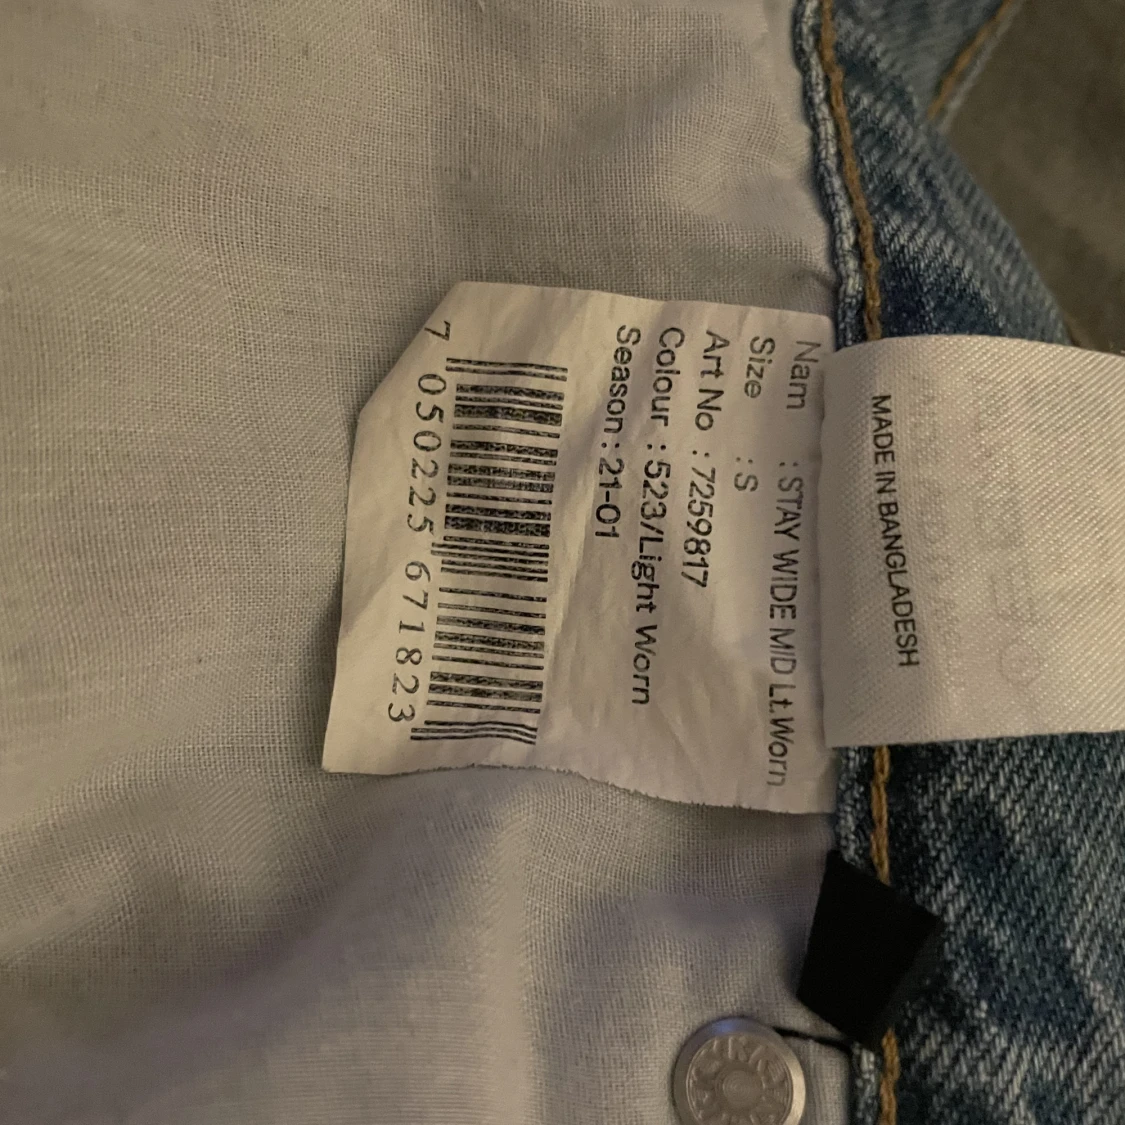 MADE IN BANGLADESH
Nam : STAY WIDE MID Lt.Worn
Size : S
Art No : 7259817
Colour : 523/Light Worn
Season : 21-01
7 050225 671823